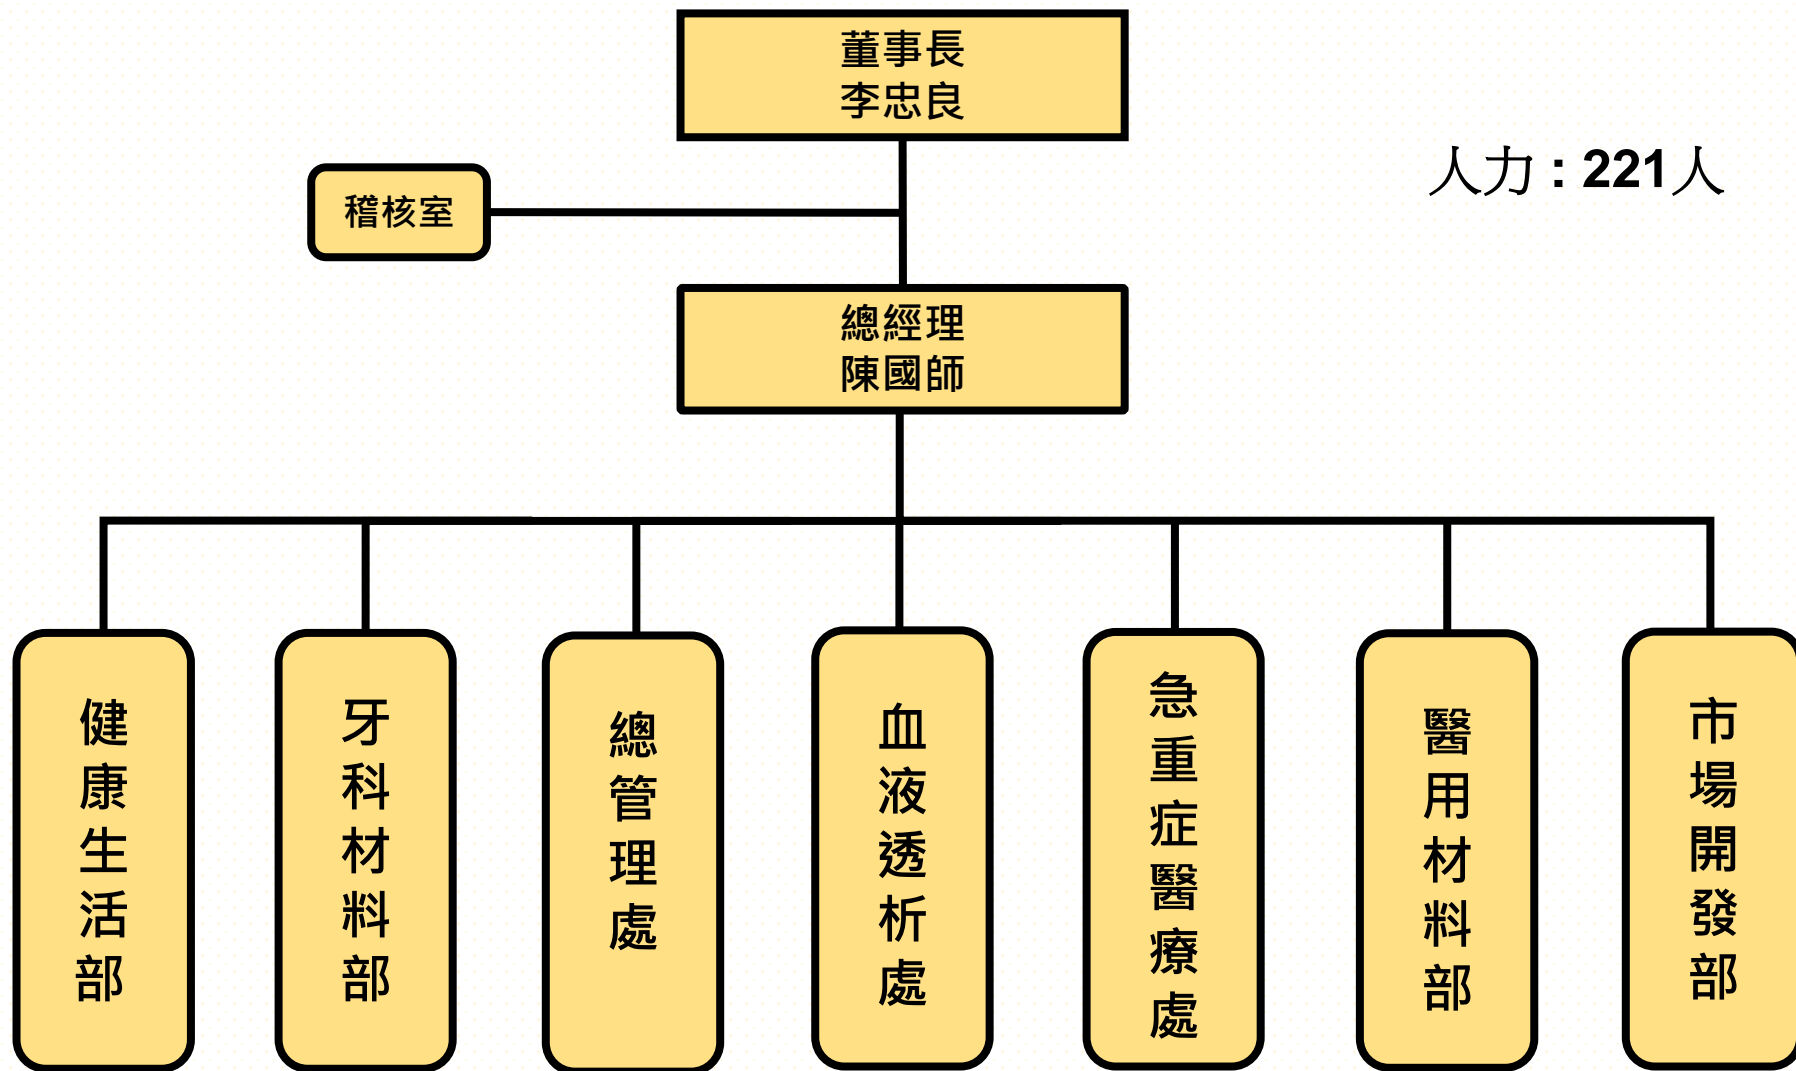 董事長
李忠良
人力 : 221人
稽核室
總經理
陳國師
健康生活部
牙科材料部
總管理處
血液透析處
急重症醫療處
醫用材料部
市場開發部